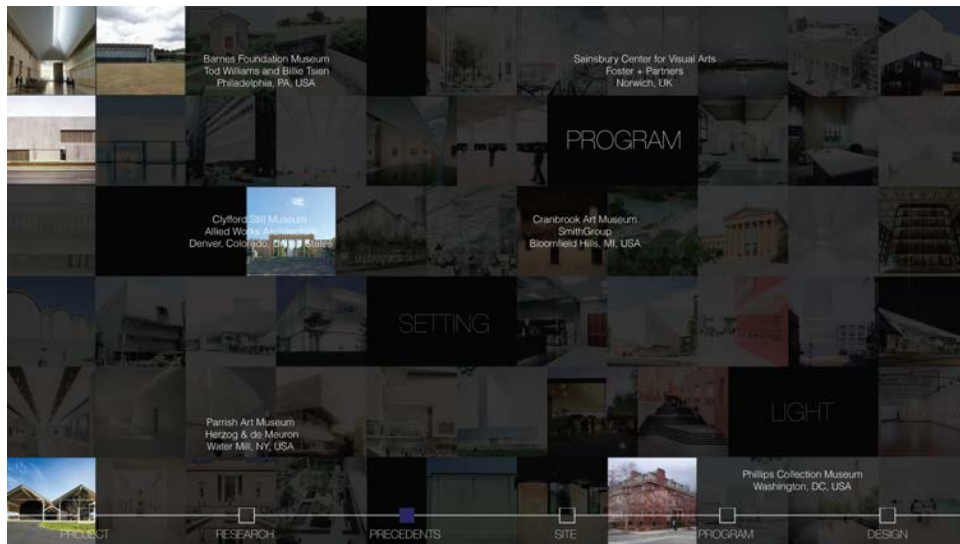 Barnes Foundation Museum
Tod Williams and Billie Tsien
Philadelphia, PA, USA
Sainsbury Center for Visual Arts
Foster + Partners
Norwich, UK
PROGRAM
Clyfford Still Museum
Allied Works Architecture
Denver, Colorado, United States
Cranbrook Art Museum
SmithGroup
Bloomfield Hills, MI, USA
SETTING
LIGHT
Parrish Art Museum
Herzog & de Meuron
Water Mill, NY, USA
Phillips Collection Museum
Washington, DC, USA
PROJECT
RESEARCH
PRECEDENTS
SITE
PROGRAM
DESIGN